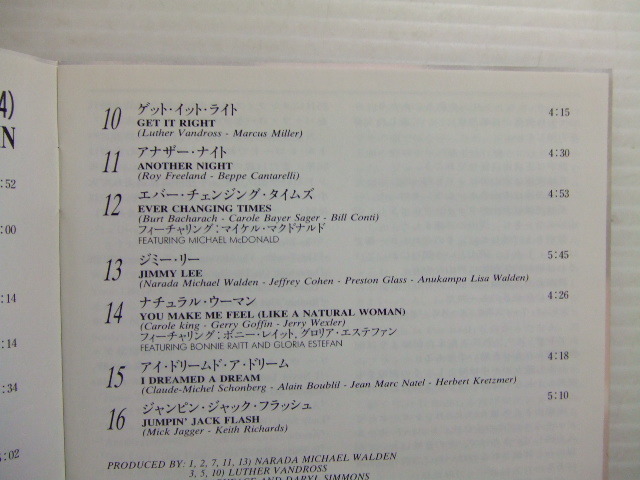 4)
N
:52
:00
:14
:14
:34
:02
10 ゲット・イット・ライト 4:15
GET IT RIGHT
(Luther Vandross - Marcus Miller)
11 アナザー・ナイト 4:30
ANOTHER NIGHT
(Roy Freeland - Beppe Cantarelli)
12 エバー・チェンジング・タイムズ 4:53
EVER CHANGING TIMES
(Burt Bacharach - Carole Bayer Sager - Bill Conti)
フィーチャリング:マイケル・マクドナルド
FEATURING MICHAEL McDONALD
13 ジミー・リー 5:45
JIMMY LEE
(Narada Michael Walden - Jeffrey Cohen - Preston Glass - Anukampa Lisa Walden)
14 ナチュラル・ウーマン 4:26
YOU MAKE ME FEEL (LIKE A NATURAL WOMAN)
(Carole king - Gerry Goffin - Jerry Wexler)
フィーチャリング:ボニー・レイット,グロリア・エステファン
FEATURING BONNIE RAITT AND GLORIA ESTEFAN
15 アイ・ドリームド・ア・ドリーム 4:18
I DREAMED A DREAM
(Claude-Michel Schonberg - Alain Boublil - Jean Marc Natel - Herbert Kretzmer)
16 ジャンピン・ジャック・フラッシュ 5:10
JUMPIN' JACK FLASH
(Mick Jagger - Keith Richards)
PRODUCED BY: 1, 2, 7, 11, 13) NARADA MICHAEL WALDEN
3, 5, 10) LUTHER VANDROSS
DARYL SIMMONS